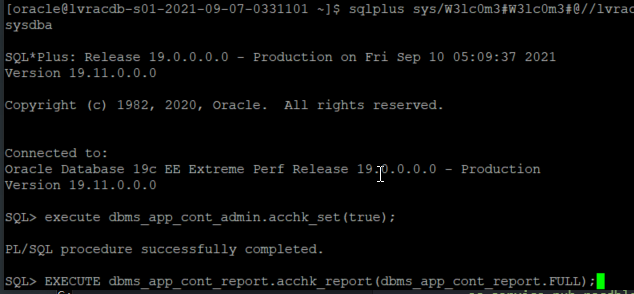 [oracle@lvracdb-s01-2021-09-07-0331101 ~]$ sqlplus sys/W3lc0m3#W3lc0m3#@//lvrac
sysdba
SQL*Plus: Release 19.0.0.0.0 - Production on Fri Sep 10 05:09:37 2021
Version 19.11.0.0.0
Copyright (c) 1982, 2020, Oracle.  All rights reserved.
Connected to:
Oracle Database 19c EE Extreme Perf Release 19.0.0.0.0 - Production
Version 19.11.0.0.0
SQL> execute dbms_app_cont_admin.acchk_set(true);
PL/SQL procedure successfully completed.
SQL> EXECUTE dbms_app_cont_report.acchk_report(dbms_app_cont_report.FULL);